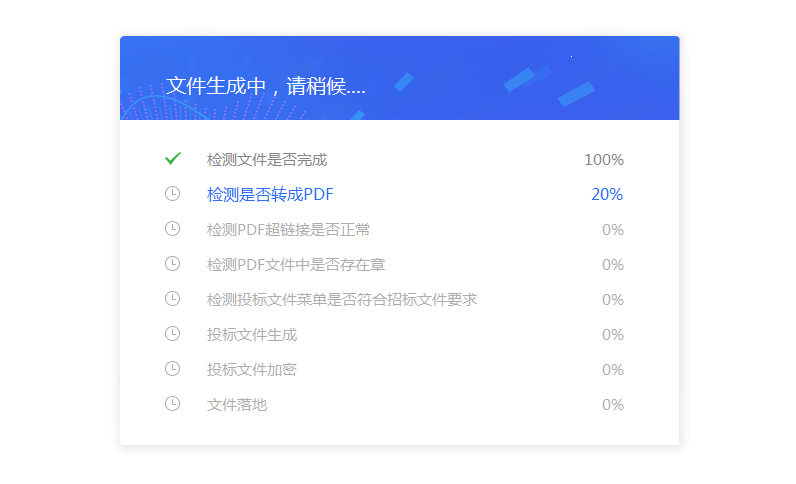 文件生成中，请稍候....
检测文件是否完成 100%
检测是否转成PDF 20%
检测PDF超链接是否正常 0%
检测PDF文件中是否存在章 0%
检测投标文件菜单是否符合招标文件要求 0%
投标文件生成 0%
投标文件加密 0%
文件落地 0%